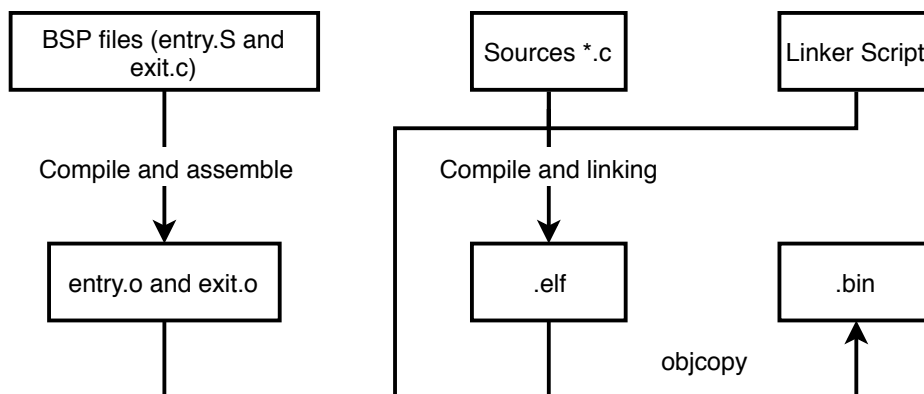 BSP files (entry.S and
exit.c)
Sources *.c
Linker Script
Compile and assemble
Compile and linking
entry.o and exit.o
.elf
.bin
objcopy